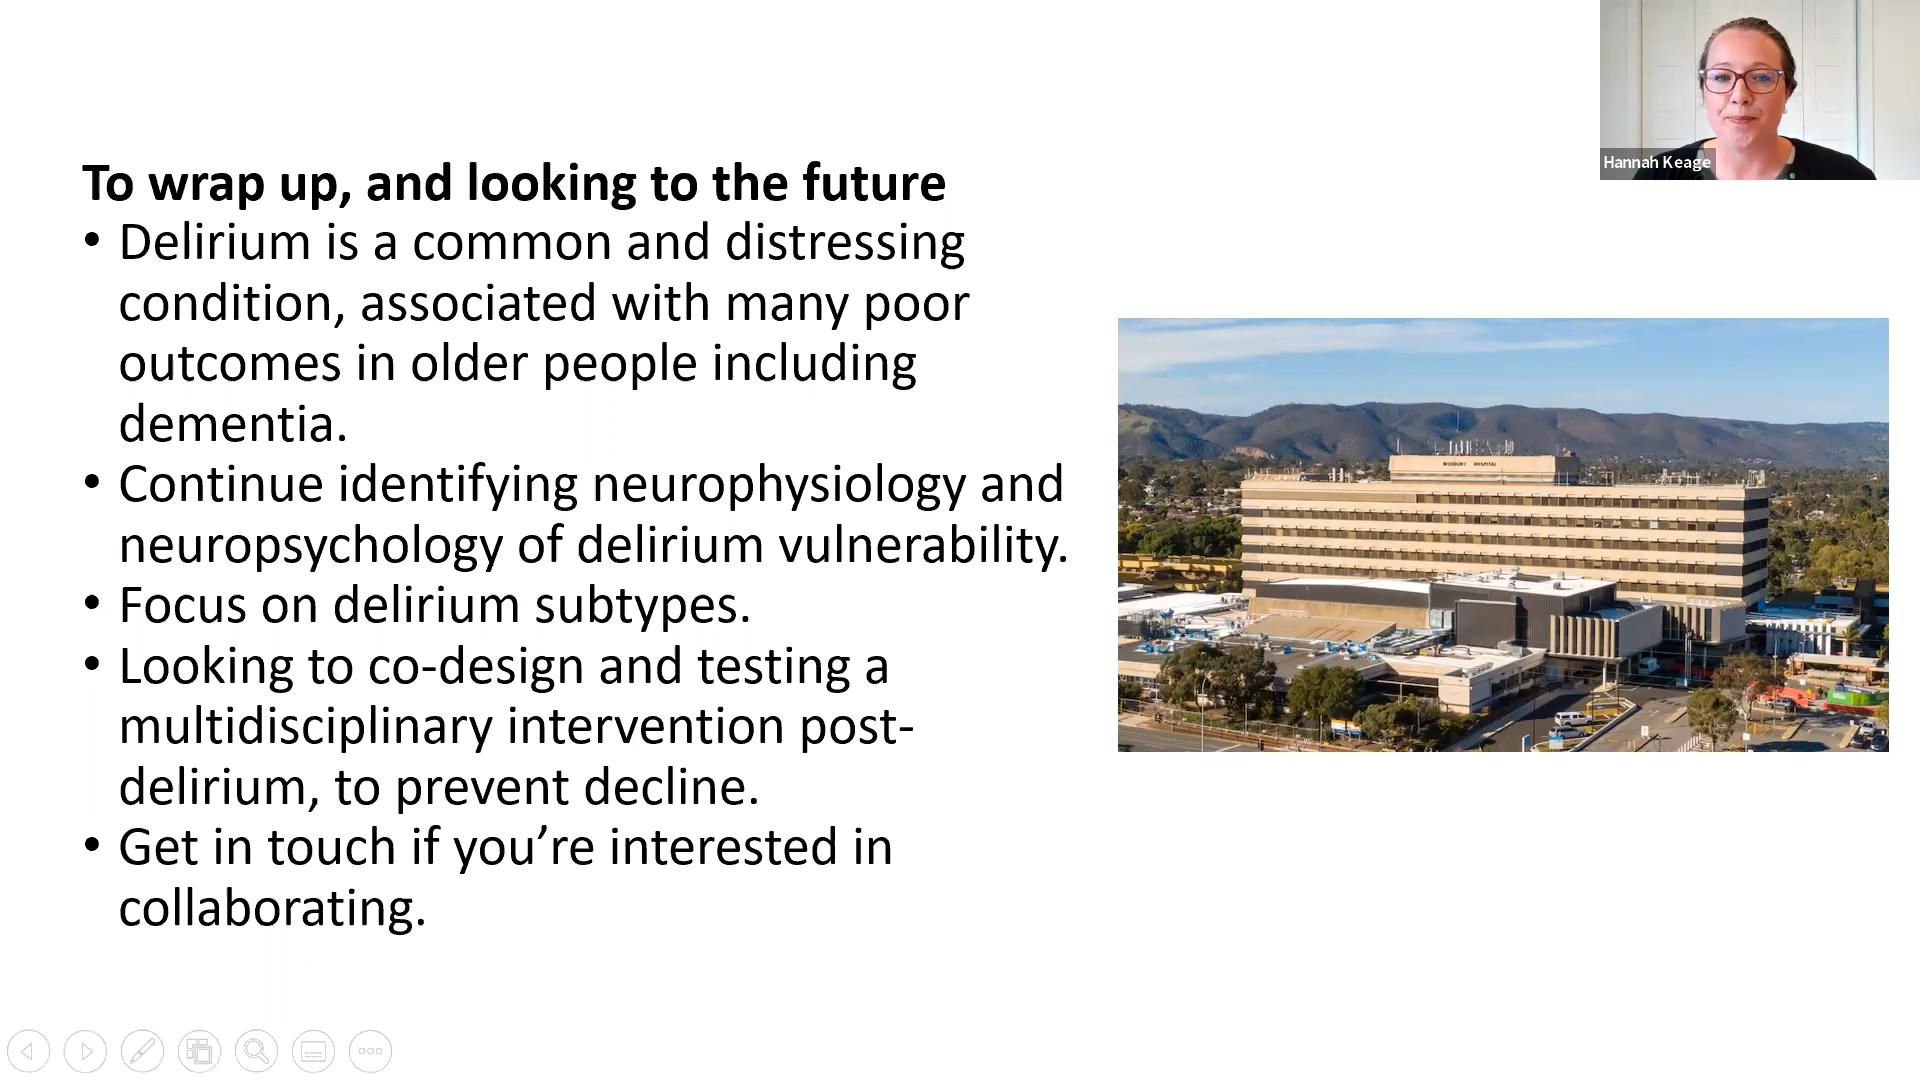 Hannah Keage
To wrap up, and looking to the future
• Delirium is a common and distressing
condition, associated with many poor
outcomes in older people including
dementia.
• Continue identifying neurophysiology and
neuropsychology of delirium vulnerability.
• Focus on delirium subtypes.
• Looking to co-design and testing a
multidisciplinary intervention post-
delirium, to prevent decline.
• Get in touch if you’re interested in
collaborating.
MODBURY HOSPITAL